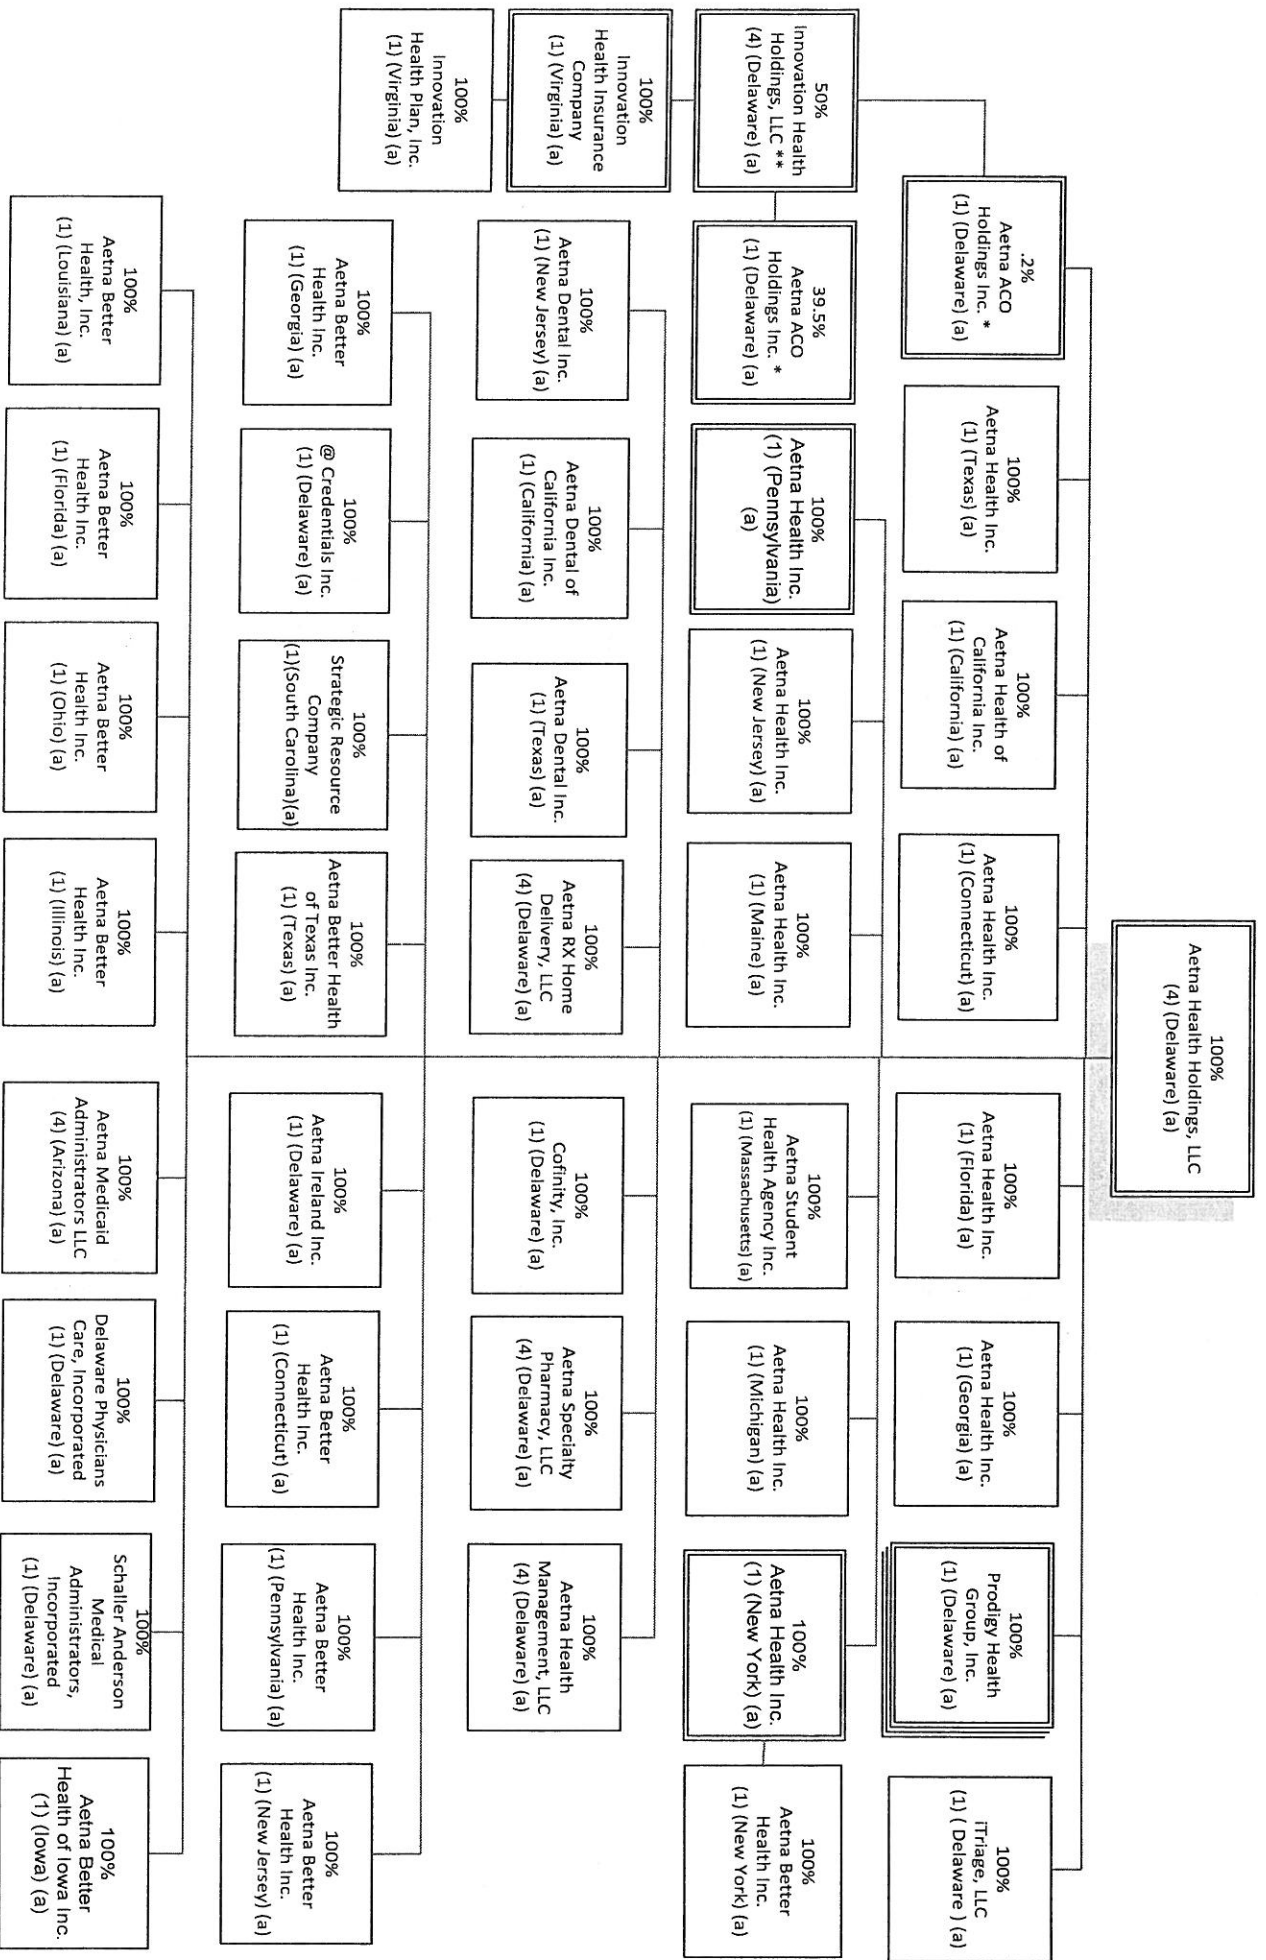 100%
Aetna Health Holdings, LLC
(4) (Delaware) (a)
.2%
Aetna ACO
Holdings Inc. *
(1) (Delaware) (a)
100%
Aetna Health Inc.
(1) (Texas) (a)
100%
Aetna Health of
California Inc.
(1) (California) (a)
100%
Aetna Health Inc.
(1) (Connecticut) (a)
100%
Aetna Health Inc.
(1) (Florida) (a)
100%
Aetna Health Inc.
(1) (Georgia) (a)
100%
Prodigy Health
Group, Inc.
(1) (Delaware) (a)
100%
iTriage, LLC
(1) ( Delaware ) (a)
50%
Innovation Health
Holdings, LLC **
(4) (Delaware) (a)
39.5%
Aetna ACO
Holdings Inc. *
(1) (Delaware) (a)
100%
Aetna Health Inc.
(1) (Pennsylvania)
(a)
100%
Aetna Health Inc.
(1) (New Jersey) (a)
100%
Aetna Health Inc.
(1) (Maine) (a)
100%
Aetna Student
Health Agency Inc.
(1) (Massachusetts) (a)
100%
Aetna Health Inc.
(1) (Michigan) (a)
100%
Aetna Health Inc.
(1) (New York) (a)
100%
Aetna Better
Health Inc.
(1) (New York) (a)
100%
Innovation
Health Insurance
Company
(1) (Virginia) (a)
100%
Aetna Dental Inc.
(1) (New Jersey) (a)
100%
Aetna Dental of
California Inc.
(1) (California) (a)
100%
Aetna Dental Inc.
(1) (Texas) (a)
100%
Aetna RX Home
Delivery, LLC
(4) (Delaware) (a)
100%
Cofinity, Inc.
(1) (Delaware) (a)
100%
Aetna Specialty
Pharmacy, LLC
(4) (Delaware) (a)
100%
Aetna Health
Management, LLC
(4) (Delaware) (a)
100%
Innovation
Health Plan, Inc.
(1) (Virginia) (a)
100%
Aetna Better
Health Inc.
(1) (Georgia) (a)
100%
@ Credentials Inc.
(1) (Delaware) (a)
100%
Strategic Resource
Company
(1)(South Carolina)(a)
100%
Aetna Better Health
of Texas Inc.
(1) (Texas) (a)
100%
Aetna Ireland Inc.
(1) (Delaware) (a)
100%
Aetna Better
Health Inc.
(1) (Connecticut) (a)
100%
Aetna Better
Health Inc.
(1) (Pennsylvania) (a)
100%
Aetna Better
Health Inc.
(1) (New Jersey) (a)
100%
Aetna Better
Health, Inc.
(1) (Louisiana) (a)
100%
Aetna Better
Health Inc.
(1) (Florida) (a)
100%
Aetna Better
Health Inc.
(1) (Ohio) (a)
100%
Aetna Better
Health Inc.
(1) (Illinois) (a)
100%
Aetna Medicaid
Administrators LLC
(4) (Arizona) (a)
100%
Delaware Physicians
Care, Incorporated
(1) (Delaware) (a)
100%
Schaller Anderson
Medical
Administrators,
Incorporated
(1) (Delaware) (a)
100%
Aetna Better
Health of Iowa Inc.
(1) (Iowa) (a)